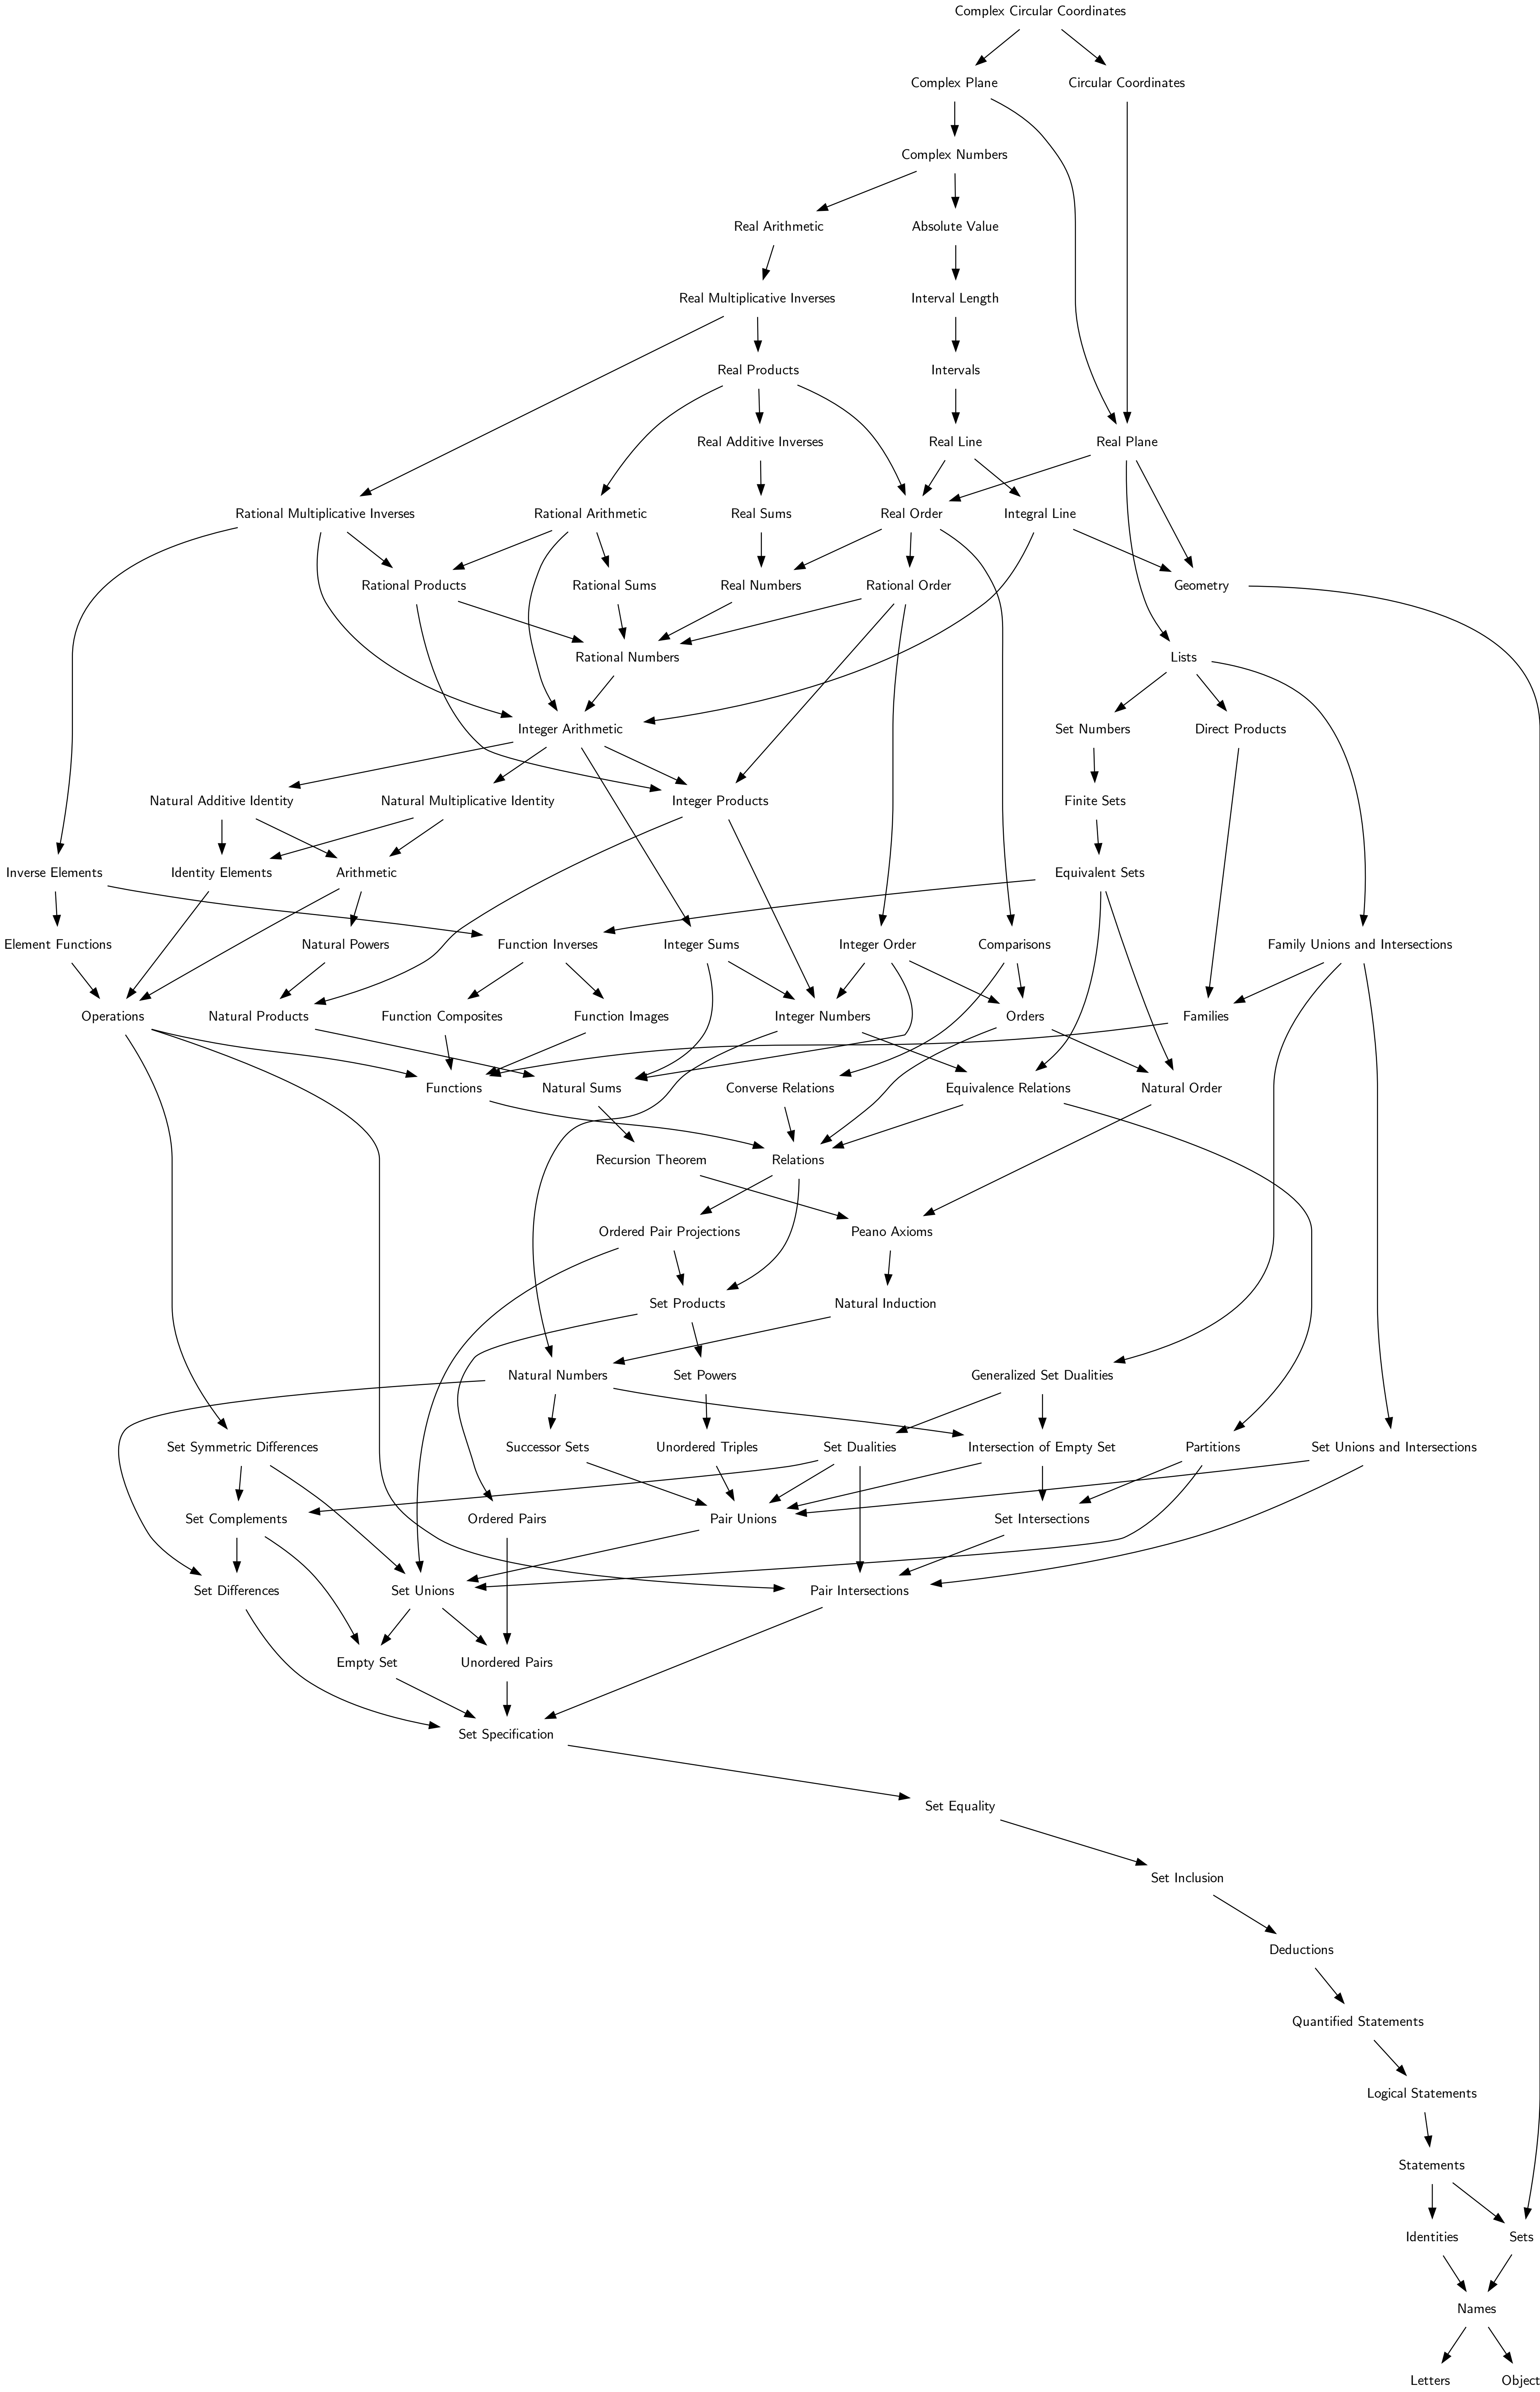 Complex Circular Coordinates
Complex Plane
Circular Coordinates
Complex Numbers
Real Arithmetic
Absolute Value
Real Multiplicative Inverses
Interval Length
Real Products
Intervals
Real Additive Inverses
Real Line
Real Plane
Rational Multiplicative Inverses
Rational Arithmetic
Real Sums
Real Order
Integral Line
Rational Products
Rational Sums
Real Numbers
Rational Order
Geometry
Rational Numbers
Lists
Integer Arithmetic
Set Numbers
Direct Products
Natural Additive Identity
Natural Multiplicative Identity
Integer Products
Finite Sets
Inverse Elements
Identity Elements
Arithmetic
Equivalent Sets
Element Functions
Natural Powers
Function Inverses
Integer Sums
Integer Order
Comparisons
Family Unions and Intersections
Operations
Natural Products
Function Composites
Function Images
Integer Numbers
Orders
Families
Functions
Natural Sums
Converse Relations
Equivalence Relations
Natural Order
Recursion Theorem
Relations
Ordered Pair Projections
Peano Axioms
Set Products
Natural Induction
Natural Numbers
Set Powers
Generalized Set Dualities
Set Symmetric Differences
Successor Sets
Unordered Triples
Set Dualities
Intersection of Empty Set
Partitions
Set Unions and Intersections
Set Complements
Ordered Pairs
Pair Unions
Set Intersections
Set Differences
Set Unions
Pair Intersections
Empty Set
Unordered Pairs
Set Specification
Set Equality
Set Inclusion
Deductions
Quantified Statements
Logical Statements
Statements
Identities
Sets
Names
Letters
Object